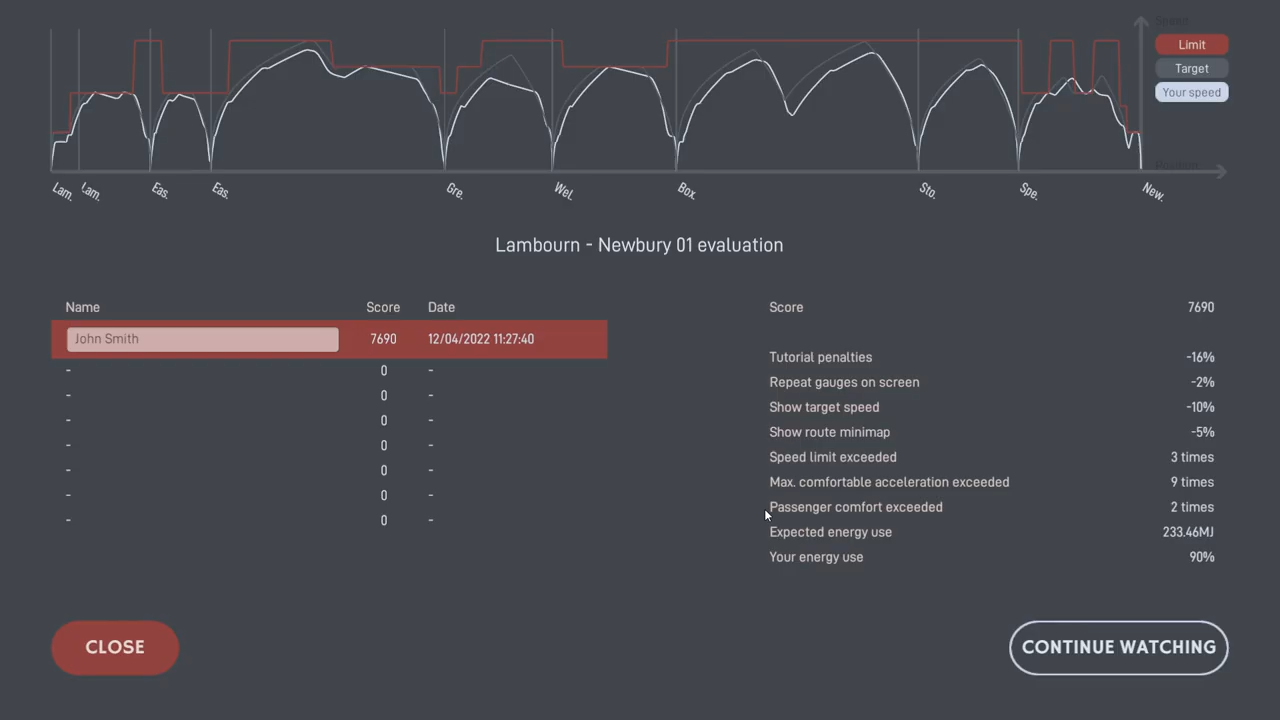 Speed
Limit
Target
Your speed
Position
Lam. Lam. Eas. Eas. Gre. Wel. Box. Sto. Spe. New.
Lambourn - Newbury 01 evaluation
Name Score Date
John Smith 7690 12/04/2022 11:27:40
- 0 -
- 0 -
- 0 -
- 0 -
- 0 -
- 0 -
- 0 -
Score 7690
Tutorial penalties -16%
Repeat gauges on screen -2%
Show target speed -10%
Show route minimap -5%
Speed limit exceeded 3 times
Max. comfortable acceleration exceeded 9 times
Passenger comfort exceeded 2 times
Expected energy use 233.46MJ
Your energy use 90%
CLOSE
CONTINUE WATCHING